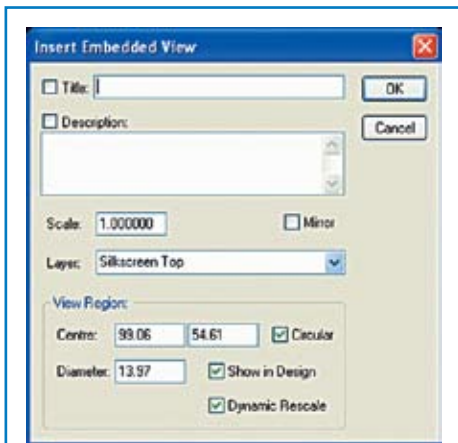 Insert Embedded View
Title: OK
Description: Cancel
Scale: 1.000000 Mirror
Layer: Silkscreen Top
View Region:
Centre: 99.06 54.61 Circular
Diameter: 13.97 Show in Design
Dynamic Rescale